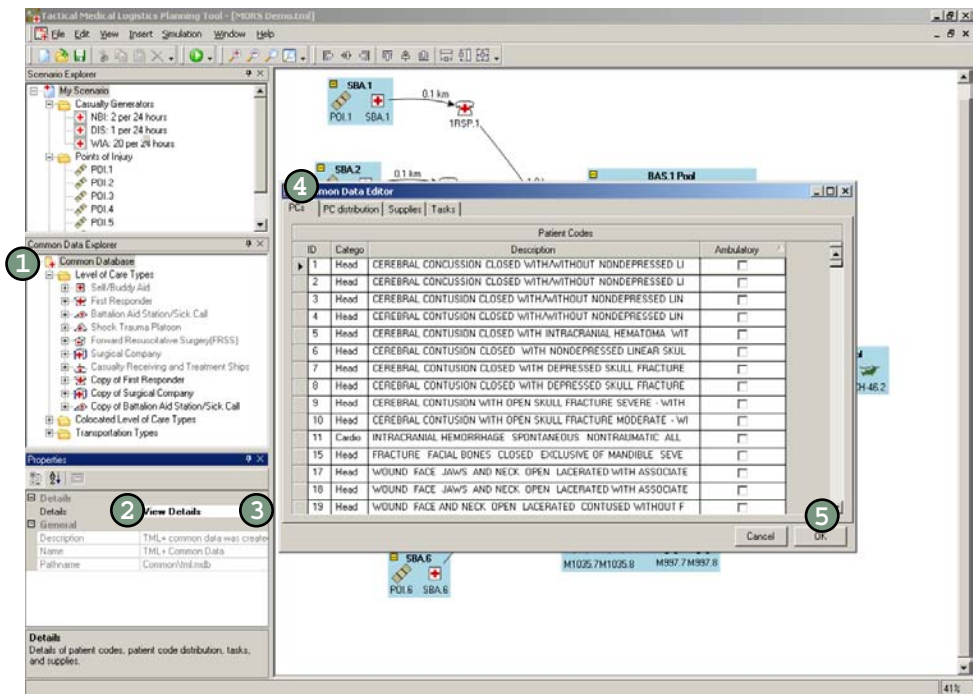 Tactical Medical Logistics Planning Tool - [MORS Demo.tml]
File Edit View Insert Simulation Window Help
Scenario Explorer
My Scenario
Casualty Generators
NBI: 2 per 24 hours
DIS: 1 per 24 hours
WIA: 20 per 24 hours
Points of Injury
POI.1
POI.2
POI.3
POI.4
POI.5
1
Common Data Explorer
Common Database
Level of Care Types
Self/Buddy Aid
First Responder
Battalion Aid Station/Sick Call
Shock Trauma Platoon
Forward Resuscitative Surgery(FRSS)
Surgical Company
Casualty Receiving and Treatment Ships
Copy of First Responder
Copy of Surgical Company
Copy of Battalion Aid Station/Sick Call
Colocated Level of Care Types
Transportation Types
Properties
Details
Details 2 View Details 3
General
Description TML+ common data was create
Name TML+ Common Data
Pathname Common\tml.mdb
Details
Details of patient codes, patient code distribution, tasks,
and supplies.
SBA.1
POI.1 SBA.1
0.1 km
1RSP.1
SBA.2
0.1 km
BAS.1 Pool
4
mon Data Editor
PCs PC distribution Supplies Tasks
Patient Codes
ID Catego Description Ambulatory
1 Head CEREBRAL CONCUSSION CLOSED WITH/WITHOUT NONDEPRESSED LI
2 Head CEREBRAL CONCUSSION CLOSED WITH/WITHOUT NONDEPRESSED LI
3 Head CEREBRAL CONTUSION CLOSED WITH/WITHOUT NONDEPRESSED LIN
4 Head CEREBRAL CONTUSION CLOSED WITH/WITHOUT NONDEPRESSED LIN
5 Head CEREBRAL CONTUSION CLOSED WITH INTRACRANIAL HEMATOMA WIT
6 Head CEREBRAL CONTUSION CLOSED WITH NONDEPRESSED LINEAR SKUL
7 Head CEREBRAL CONTUSION CLOSED WITH DEPRESSED SKULL FRACTURE
8 Head CEREBRAL CONTUSION CLOSED WITH DEPRESSED SKULL FRACTURE
9 Head CEREBRAL CONTUSION WITH OPEN SKULL FRACTURE SEVERE - WITH
10 Head CEREBRAL CONTUSION WITH OPEN SKULL FRACTURE MODERATE - WI
11 Cardio INTRACRANIAL HEMORRHAGE SPONTANEOUS NONTRAUMATIC ALL
15 Head FRACTURE FACIAL BONES CLOSED EXCLUSIVE OF MANDIBLE SEVE
17 Head WOUND FACE JAWS AND NECK OPEN LACERATED WITH ASSOCIATE
18 Head WOUND FACE JAWS AND NECK OPEN LACERATED WITH ASSOCIATE
19 Head WOUND FACE AND NECK OPEN LACERATED CONTUSED WITHOUT F
5
Cancel OK
CH-46.2
SBA.6
POI.6 SBA.6
M1035.7M1035.8 M997.7M997.8
41%